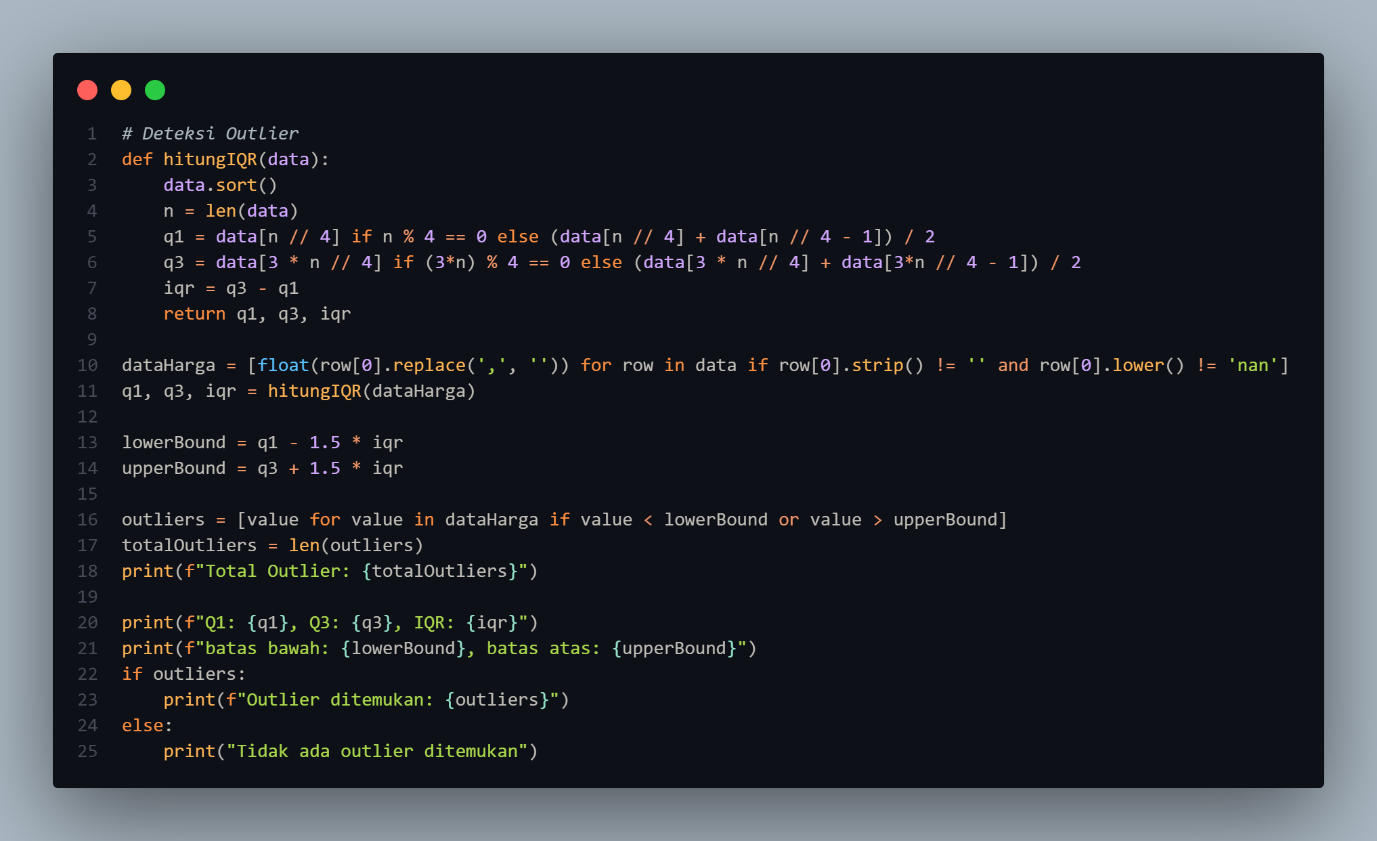 1 # Deteksi Outlier
2 def hitungIQR(data):
3     data.sort()
4     n = len(data)
5     q1 = data[n // 4] if n % 4 == 0 else (data[n // 4] + data[n // 4 - 1]) / 2
6     q3 = data[3 * n // 4] if (3*n) % 4 == 0 else (data[3 * n // 4] + data[3*n // 4 - 1]) / 2
7     iqr = q3 - q1
8     return q1, q3, iqr
9
10 dataHarga = [float(row[0].replace(',', '')) for row in data if row[0].strip() != '' and row[0].lower() != 'nan']
11 q1, q3, iqr = hitungIQR(dataHarga)
12
13 lowerBound = q1 - 1.5 * iqr
14 upperBound = q3 + 1.5 * iqr
15
16 outliers = [value for value in dataHarga if value < lowerBound or value > upperBound]
17 totalOutliers = len(outliers)
18 print(f"Total Outlier: {totalOutliers}")
19
20 print(f"Q1: {q1}, Q3: {q3}, IQR: {iqr}")
21 print(f"batas bawah: {lowerBound}, batas atas: {upperBound}")
22 if outliers:
23     print(f"Outlier ditemukan: {outliers}")
24 else:
25     print("Tidak ada outlier ditemukan")